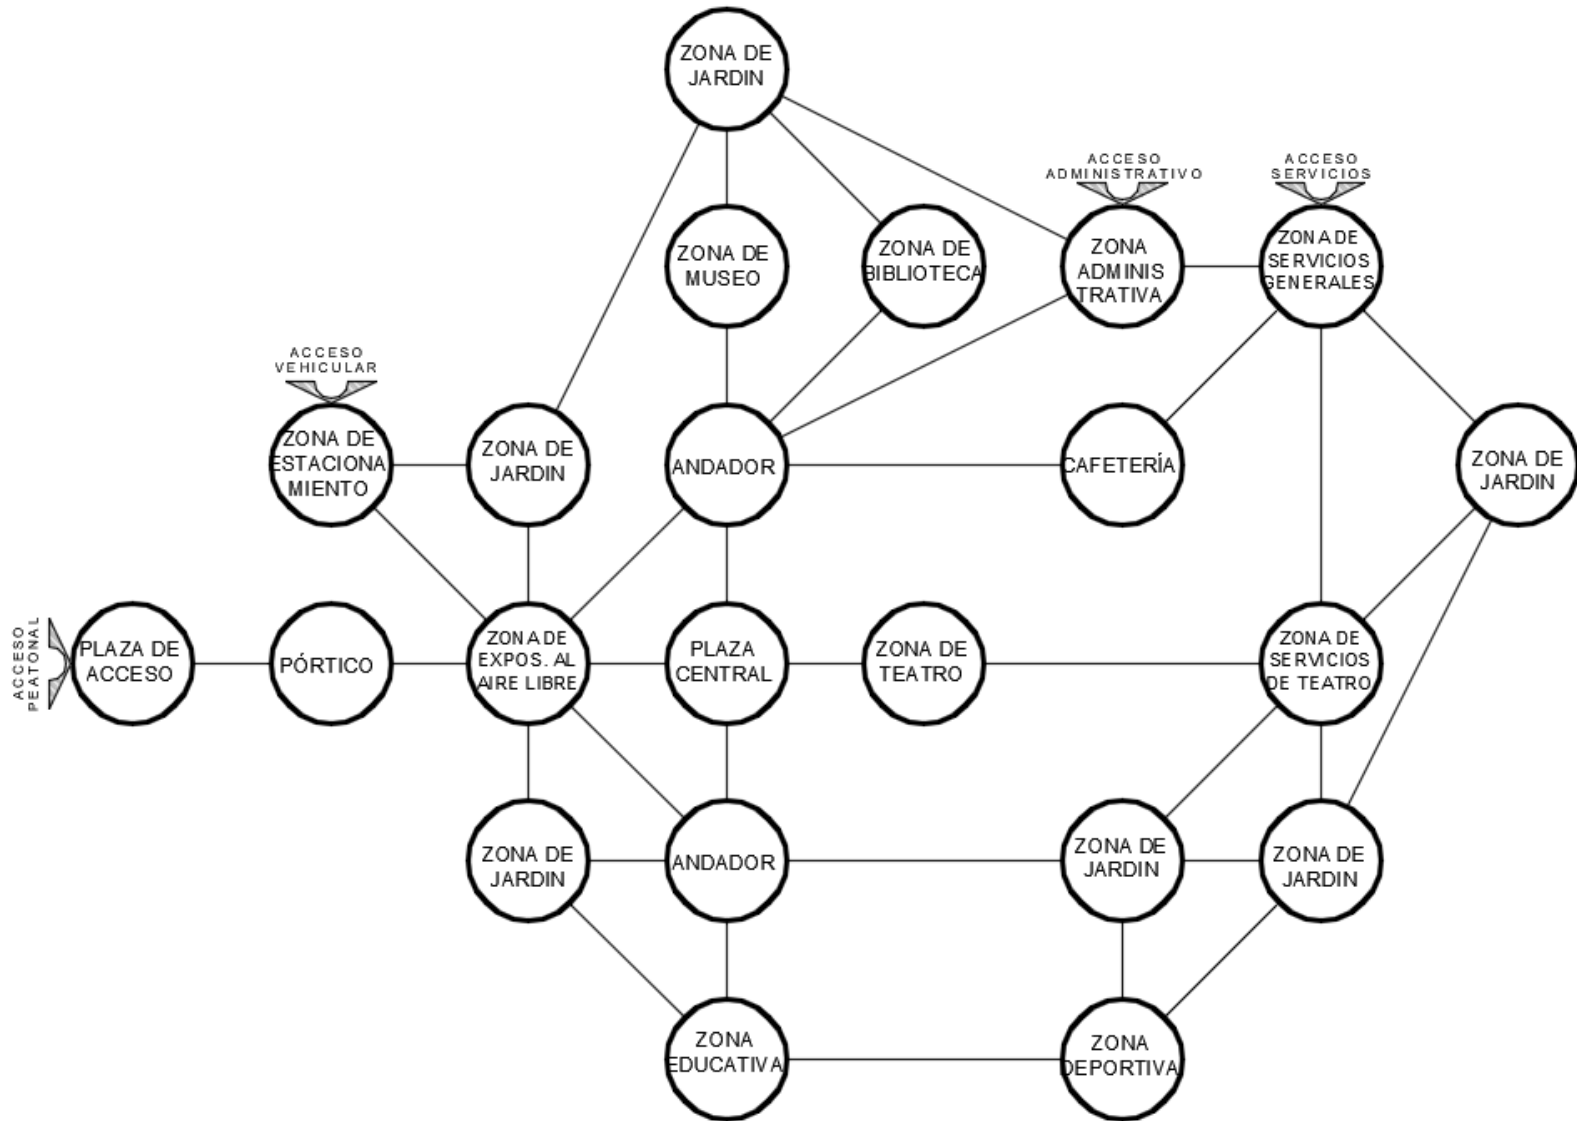 ZONA DE
JARDIN
ACCESO
ADMINISTRATIVO
ACCESO
SERVICIOS
ZONA DE
MUSEO
ZONA DE
BIBLIOTECA
ZONA
ADMINIS
TRATIVA
ZONA DE
SERVICIOS
GENERALES
ACCESO
VEHICULAR
ZONA DE
ESTACIONA
MIENTO
ZONA DE
JARDIN
ANDADOR
CAFETERÍA
ZONA DE
JARDIN
ACCESO
PEATONAL
PLAZA DE
ACCESO
PÓRTICO
ZONA DE
EXPOS. AL
AIRE LIBRE
PLAZA
CENTRAL
ZONA DE
TEATRO
ZONA DE
SERVICIOS
DE TEATRO
ZONA DE
JARDIN
ANDADOR
ZONA DE
JARDIN
ZONA DE
JARDIN
ZONA
EDUCATIVA
ZONA
DEPORTIVA